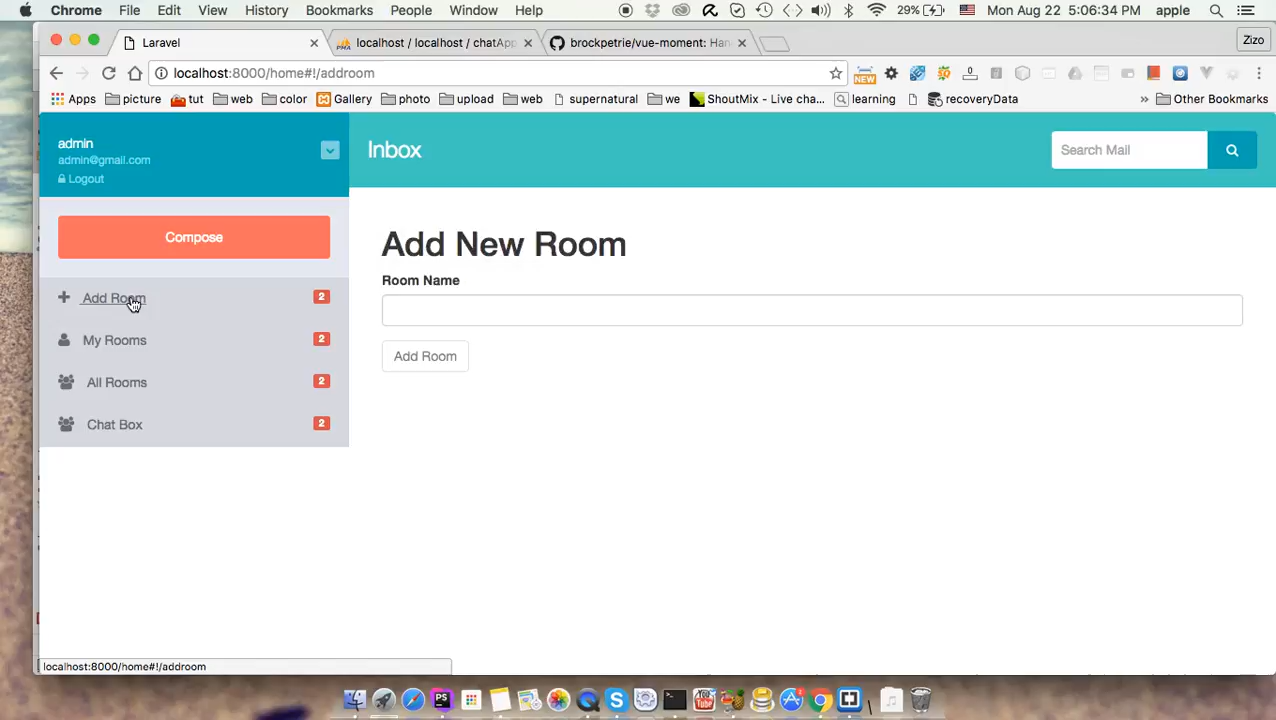 Chrome File Edit View History Bookmarks People Window Help 29% Mon Aug 22 5:06:34 PM apple
Laravel localhost / localhost / chatApp brockpetrie/vue-moment: Han Zizo
localhost:8000/home#!/addroom
Apps picture tut web color Gallery photo upload web supernatural we ShoutMix - Live cha... learning recoveryData » Other Bookmarks
NEW
admin
admin@gmail.com
Logout
Inbox
Search Mail
Compose
Add Room 2
My Rooms 2
All Rooms 2
Chat Box 2
Add New Room
Room Name
Add Room
localhost:8000/home#!/addroom